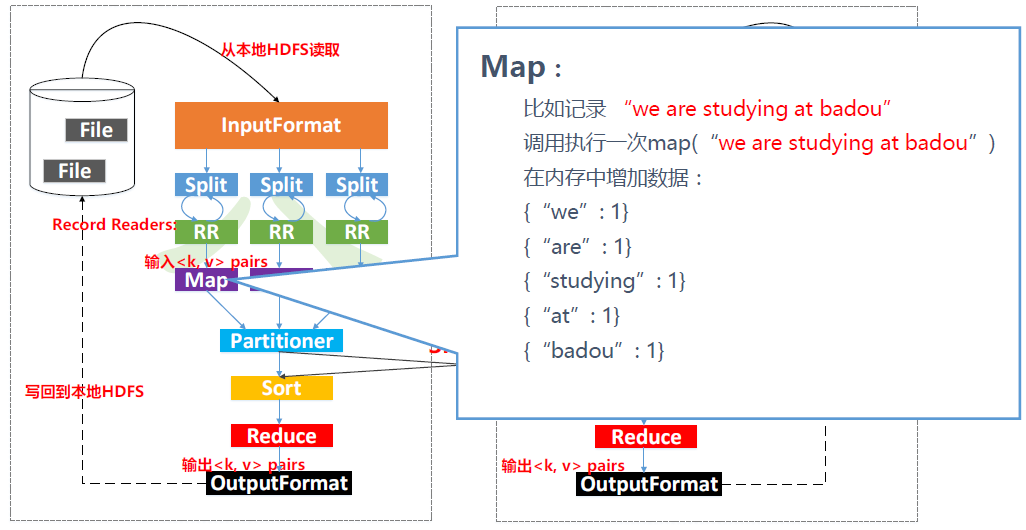 从本地HDFS读取
File
File
InputFormat
Split
Split
Split
Record Readers:
RR
RR
RR
输入<k, v> pairs
Map
Partitioner
Sort
写回到本地HDFS
Reduce
输出<k, v> pairs
OutputFormat
Map：
比如记录 “we are studying at badou”
调用执行一次map(“we are studying at badou”)
在内存中增加数据：
{“we”: 1}
{“are”: 1}
{“studying”: 1}
{“at”: 1}
{“badou”: 1}
Reduce
输出<k, v> pairs
OutputFormat